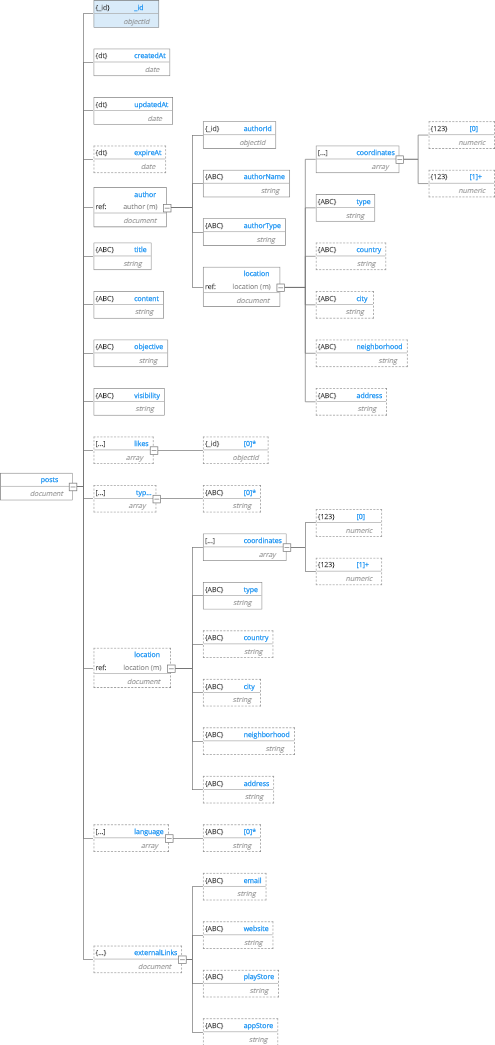 {_id} _id
objectId
{dt} createdAt
date
{dt} updatedAt
date
{dt} expireAt
date
author
ref: author (m)
document
{_id} authorId
objectId
{ABC} authorName
string
{ABC} authorType
string
location
ref: location (m)
document
[...] coordinates
array
{123} [0]
numeric
{123} [1]+
numeric
{ABC} type
string
{ABC} country
string
{ABC} city
string
{ABC} neighborhood
string
{ABC} address
string
{ABC} title
string
{ABC} content
string
{ABC} objective
string
{ABC} visibility
string
[...] likes
array
{_id} [0]*
objectId
posts
document
[...] typ...
array
{ABC} [0]*
string
location
ref: location (m)
document
[...] coordinates
array
{123} [0]
numeric
{123} [1]+
numeric
{ABC} type
string
{ABC} country
string
{ABC} city
string
{ABC} neighborhood
string
{ABC} address
string
[...] language
array
{ABC} [0]*
string
{...} externalLinks
document
{ABC} email
string
{ABC} website
string
{ABC} playStore
string
{ABC} appStore
string